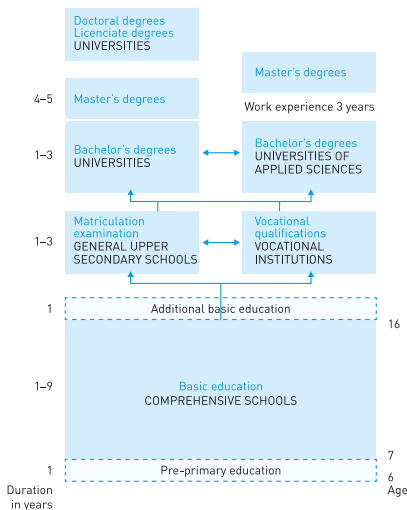 Doctoral degrees
Licenciate degrees
UNIVERSITIES
Master's degrees
4–5
Master's degrees
Work experience 3 years
1–3
Bachelor's degrees
UNIVERSITIES
Bachelor's degrees
UNIVERSITIES OF
APPLIED SCIENCES
1–3
Matriculation
examination
GENERAL UPPER
SECONDARY SCHOOLS
Vocational
qualifications
VOCATIONAL
INSTITUTIONS
1
Additional basic education
16
1–9
Basic education
COMPREHENSIVE SCHOOLS
7
1
Pre-primary education
6
Duration
in years
Age